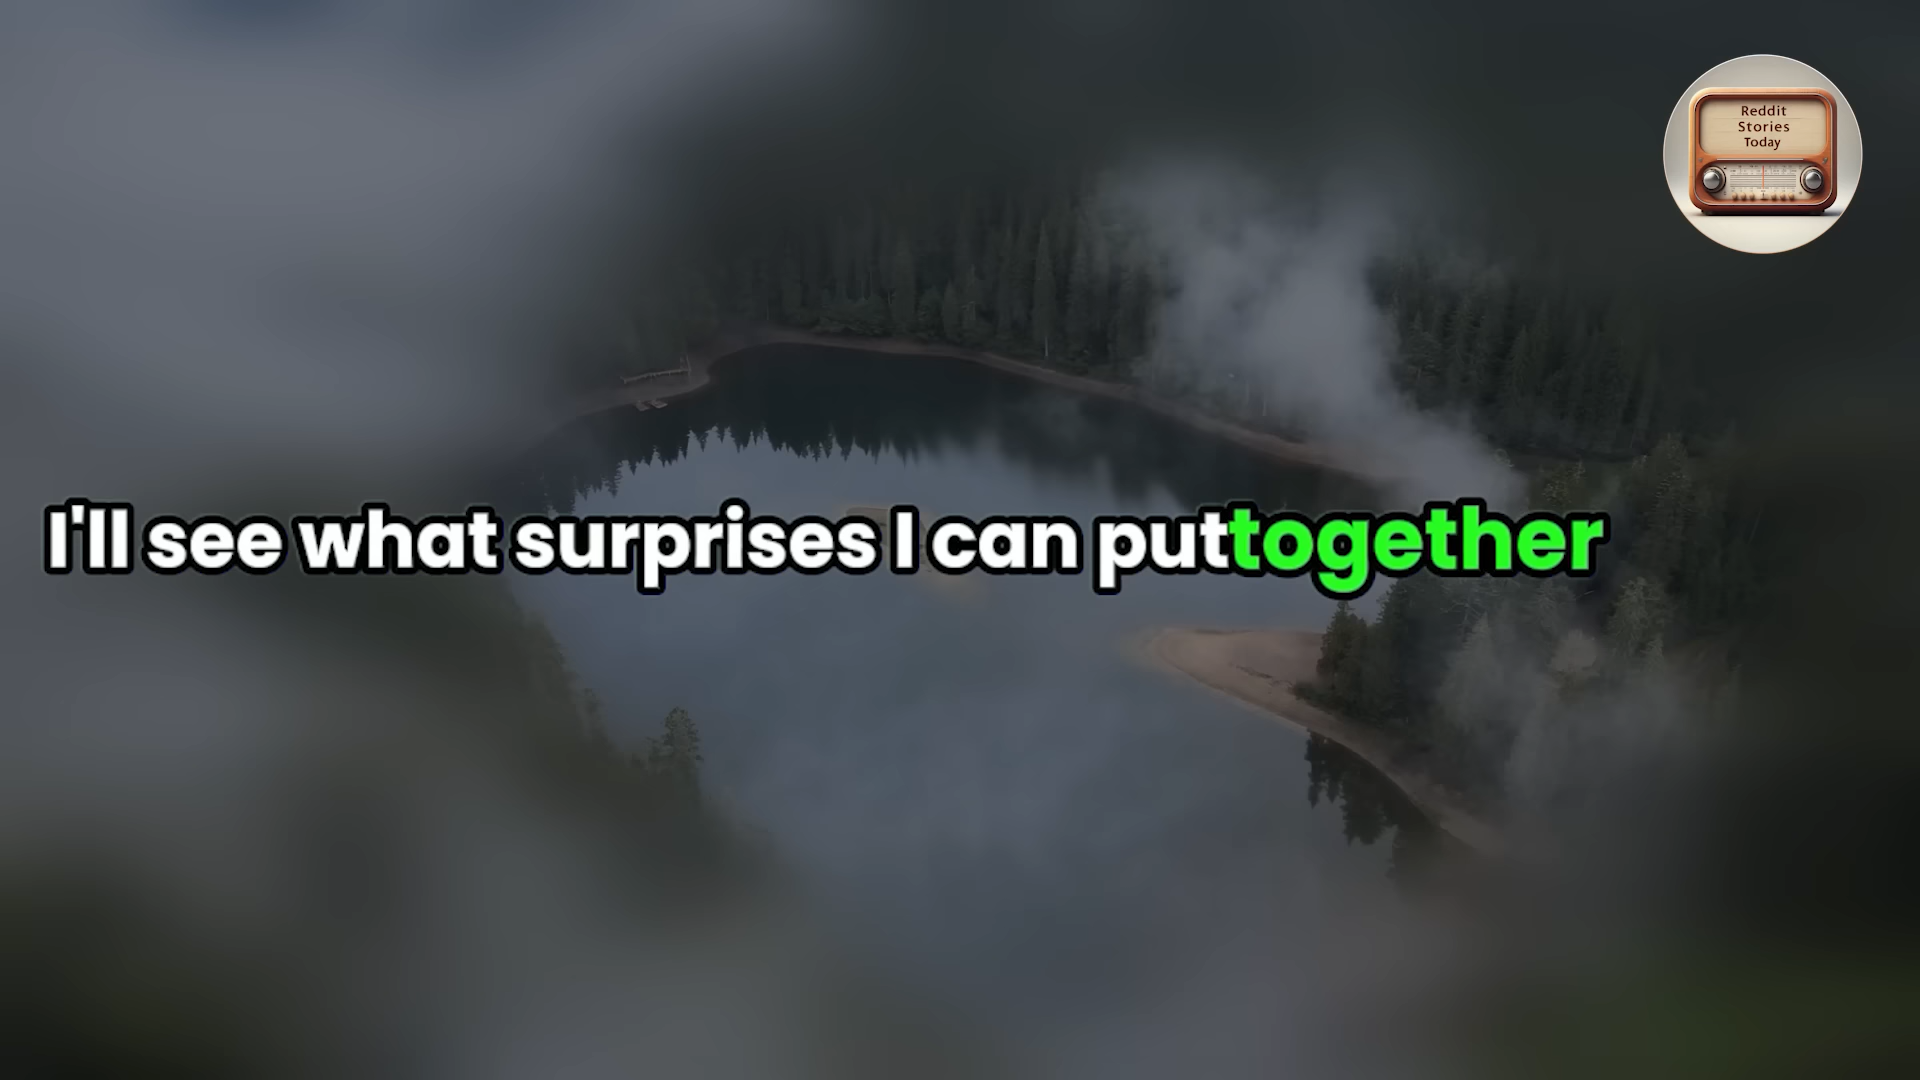 Reddit
Stories
Today
I'll see what surprises I can puttogether